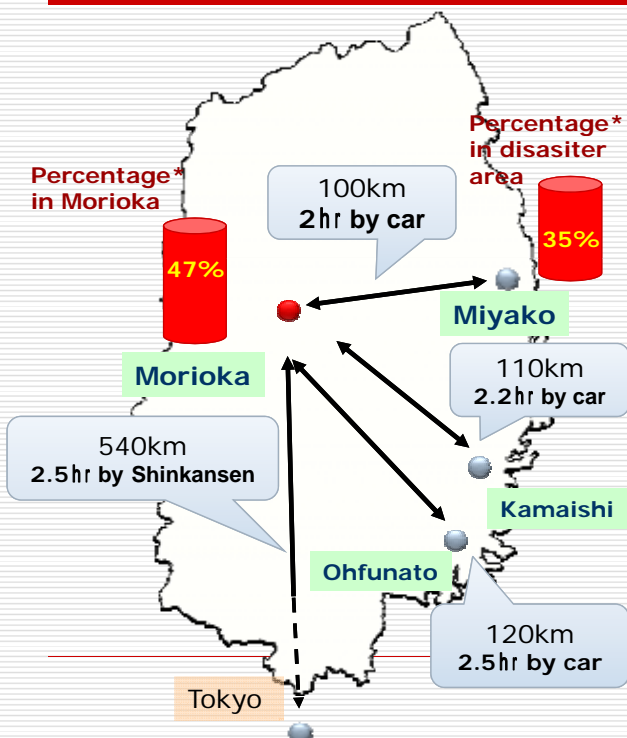 Percentage*
in disasiter
area
Percentage*
in Morioka
100km
2hr by car
47%
35%
Miyako
Morioka
110km
2.2hr by car
540km
2.5hr by Shinkansen
Kamaishi
Ohfunato
120km
2.5hr by car
Tokyo